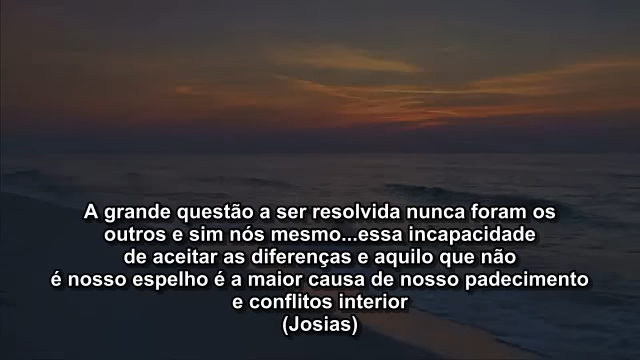 A grande questão a ser resolvida nunca foram os
outros e sim nós mesmo...essa incapacidade
de aceitar as diferenças e aquilo que não
é nosso espelho é a maior causa de nosso padecimento
e conflitos interior
(Josias)